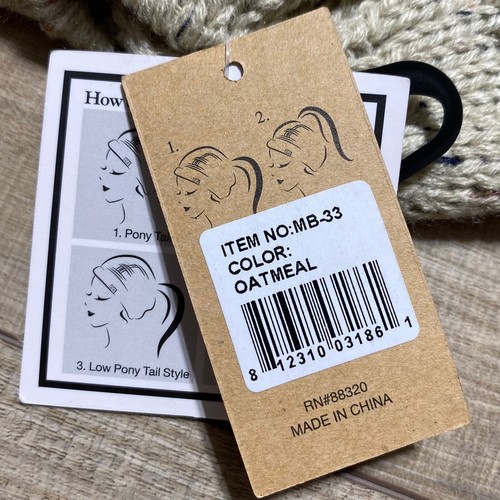 How
1. Pony Tail
3. Low Pony Tail Style
1.
2.
ITEM NO:MB-33
COLOR:
OATMEAL
8 12310 03186 1
RN#88320
MADE IN CHINA